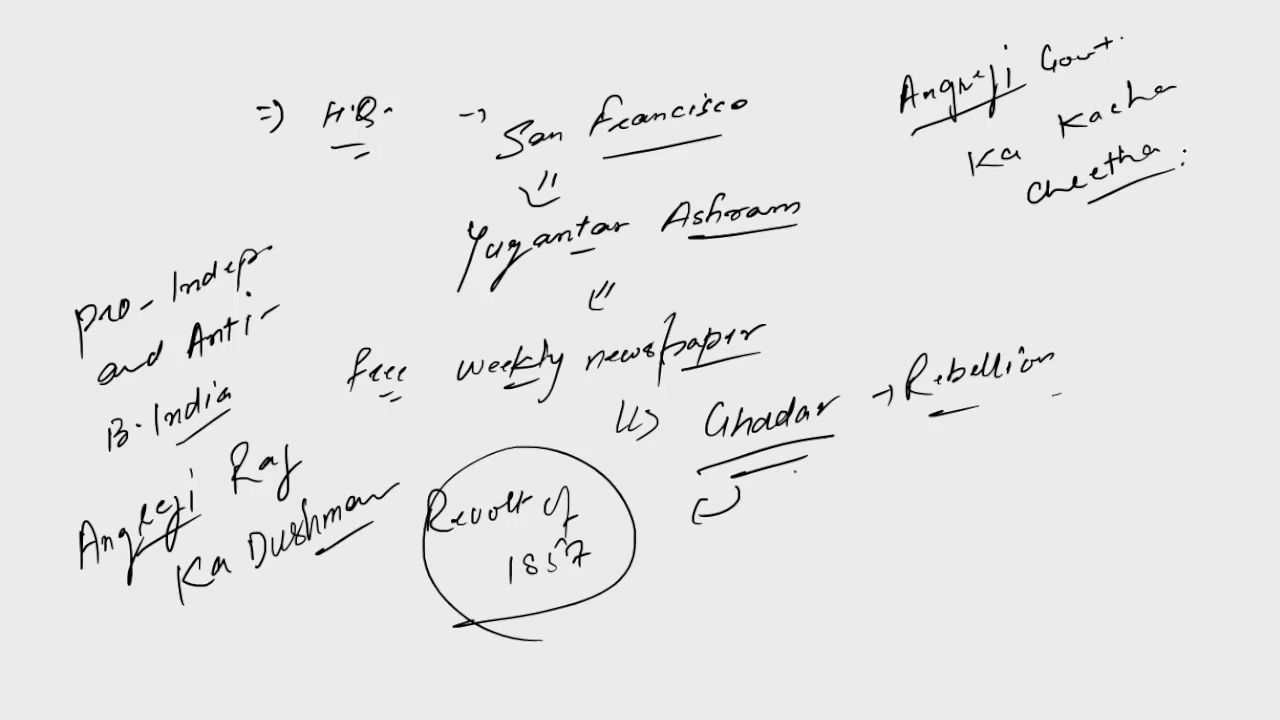 => H.Q. → San Francisco
Yugantar Ashram
free weekly newspaper
Ghadar → Rebellion
Revolt of
1857
Angreji Govt.
Ka Kacha
Cheetha.
Pro-Indep
and Anti-
B. India
Angreji Raj
Ka Dushman